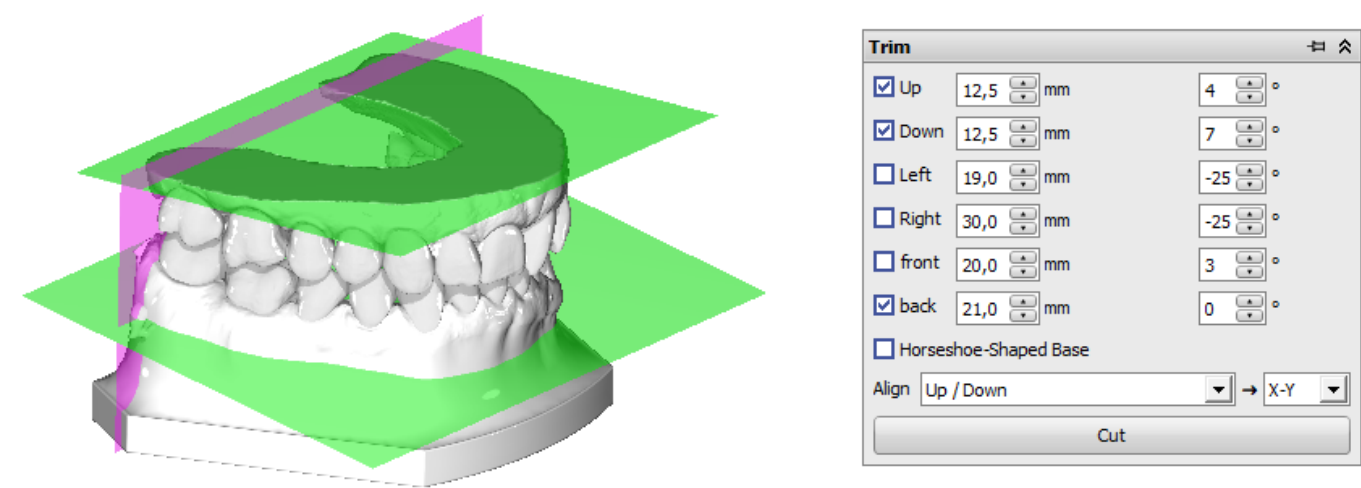 Trim
Up 12,5 mm 4 °
Down 12,5 mm 7 °
Left 19,0 mm -25 °
Right 30,0 mm -25 °
front 20,0 mm 3 °
back 21,0 mm 0 °
Horseshoe-Shaped Base
Align Up / Down → X-Y
Cut